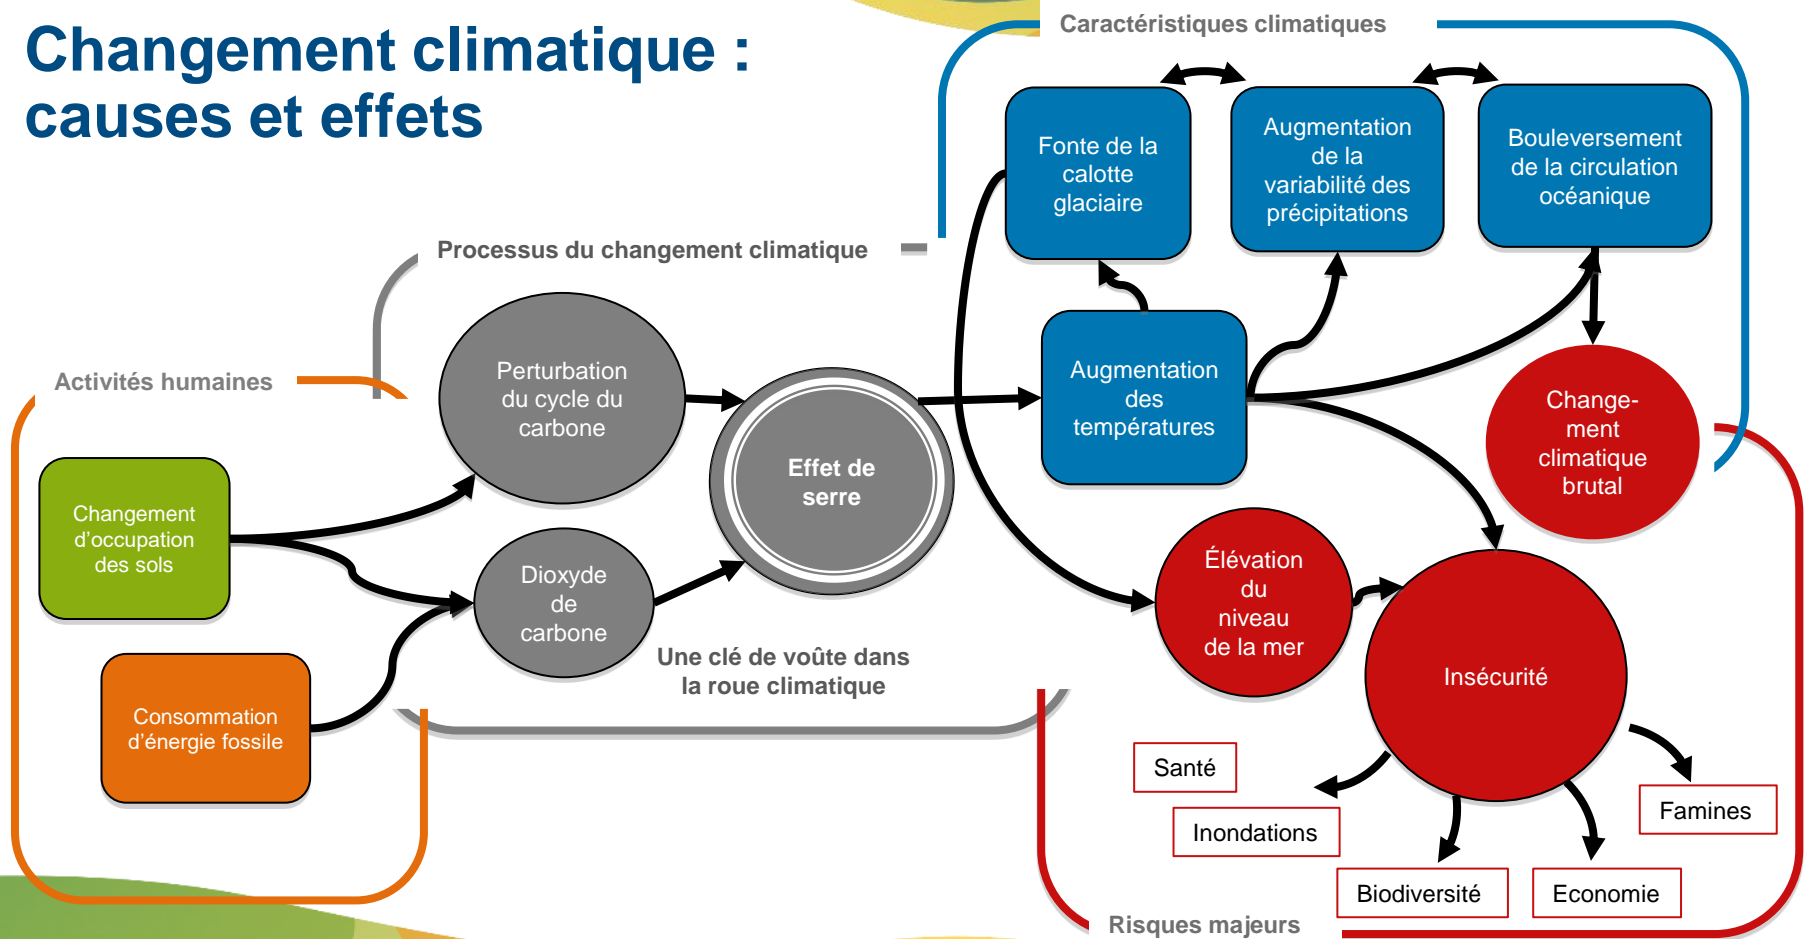 Changement climatique :
causes et effets
Caractéristiques climatiques
Fonte de la
calotte
glaciaire
Augmentation
de la
variabilité des
précipitations
Bouleversement
de la circulation
océanique
Processus du changement climatique
Perturbation
du cycle du
carbone
Effet de
serre
Augmentation
des
températures
Change-
ment
climatique
brutal
Activités humaines
Changement
d’occupation
des sols
Dioxyde
de
carbone
Élévation
du
niveau
de la mer
Insécurité
Une clé de voûte dans
la roue climatique
Consommation
d’énergie fossile
Santé
Inondations
Biodiversité
Economie
Famines
Risques majeurs